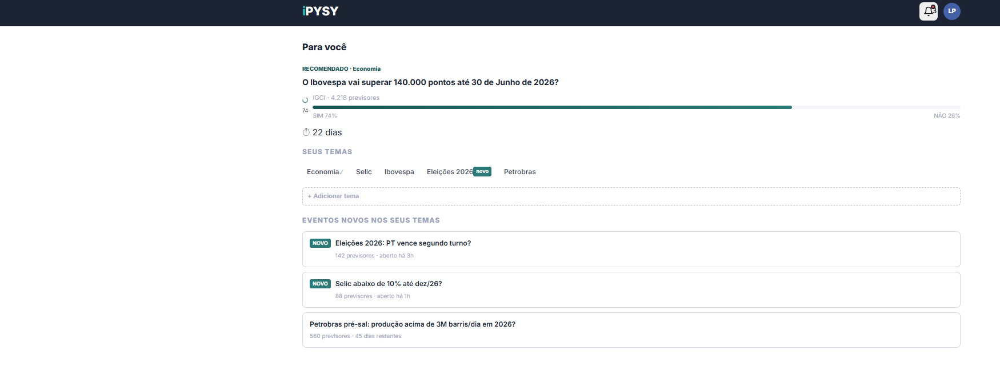 iPYSY
3
LP
Para você
RECOMENDADO · Economia
O Ibovespa vai superar 140.000 pontos até 30 de Junho de 2026?
IGCI · 4.218 previsores
74
SIM 74%
NÃO 26%
⏱ 22 dias
SEUS TEMAS
Economia✓ Selic Ibovespa Eleições 2026 novo Petrobras
+ Adicionar tema
EVENTOS NOVOS NOS SEUS TEMAS
NOVO Eleições 2026: PT vence segundo turno?
142 previsores · aberto há 3h
NOVO Selic abaixo de 10% até dez/26?
88 previsores · aberto há 1h
Petrobras pré-sal: produção acima de 3M barris/dia em 2026?
560 previsores · 45 dias restantes